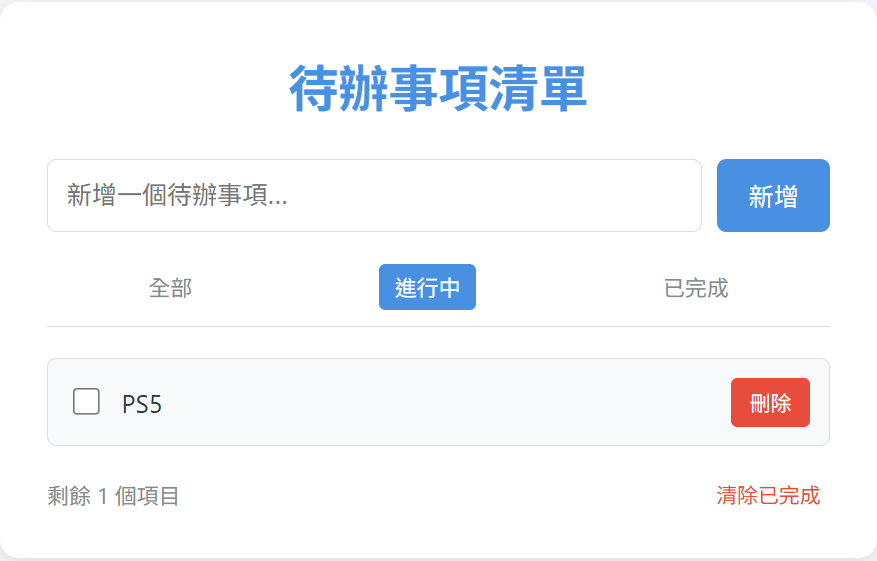 待辦事項清單
新增一個待辦事項...
新增
全部
進行中
已完成
PS5
刪除
剩餘 1 個項目
清除已完成